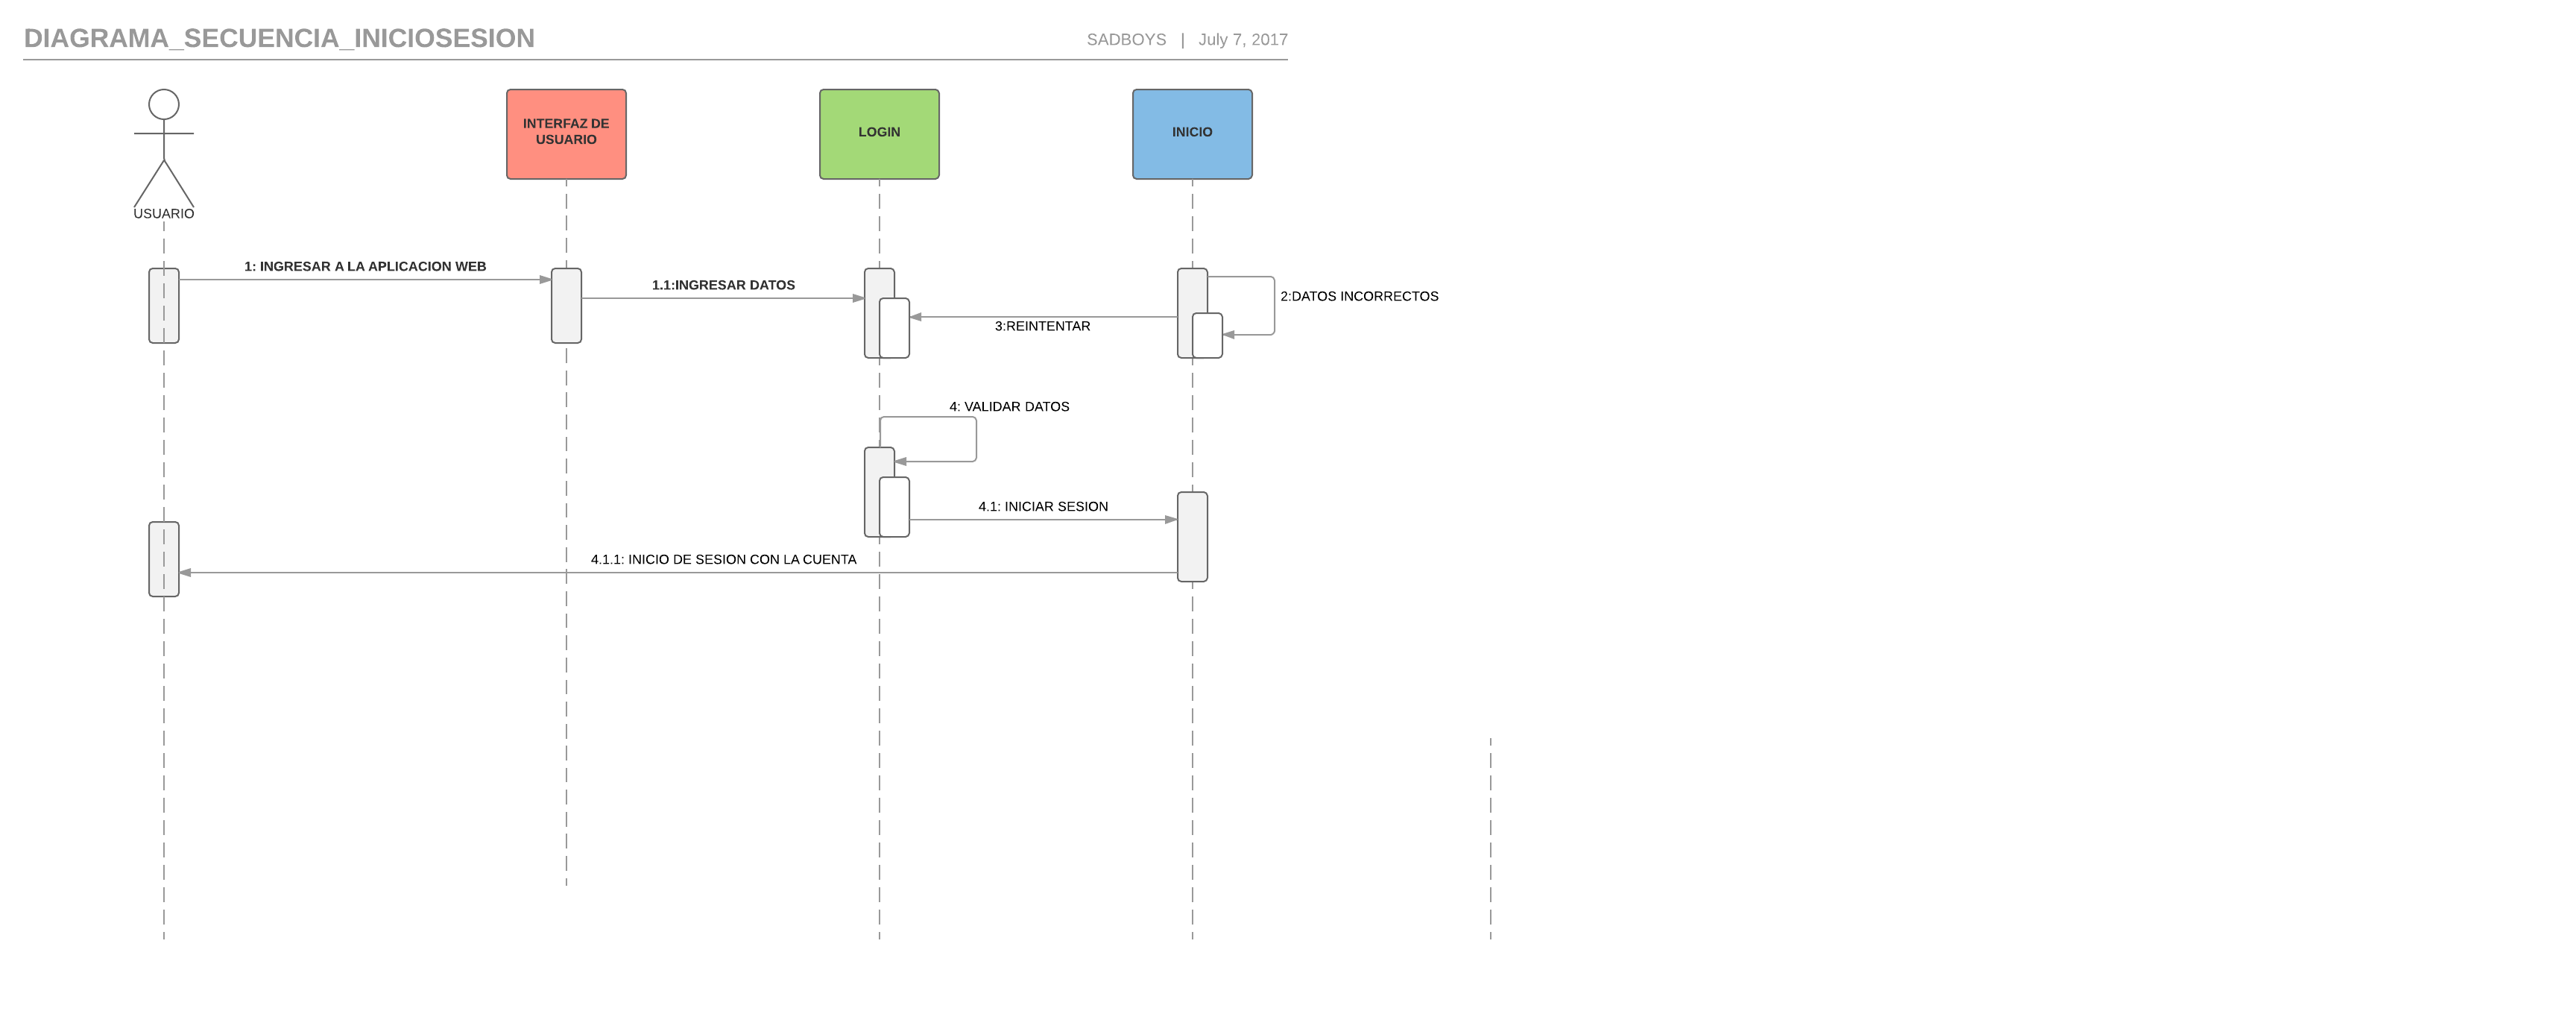 DIAGRAMA_SECUENCIA_INICIOSESION
SADBOYS | July 7, 2017
INTERFAZ DE
USUARIO
LOGIN
INICIO
USUARIO
1: INGRESAR A LA APLICACION WEB
1.1:INGRESAR DATOS
2:DATOS INCORRECTOS
3:REINTENTAR
4: VALIDAR DATOS
4.1: INICIAR SESION
4.1.1: INICIO DE SESION CON LA CUENTA